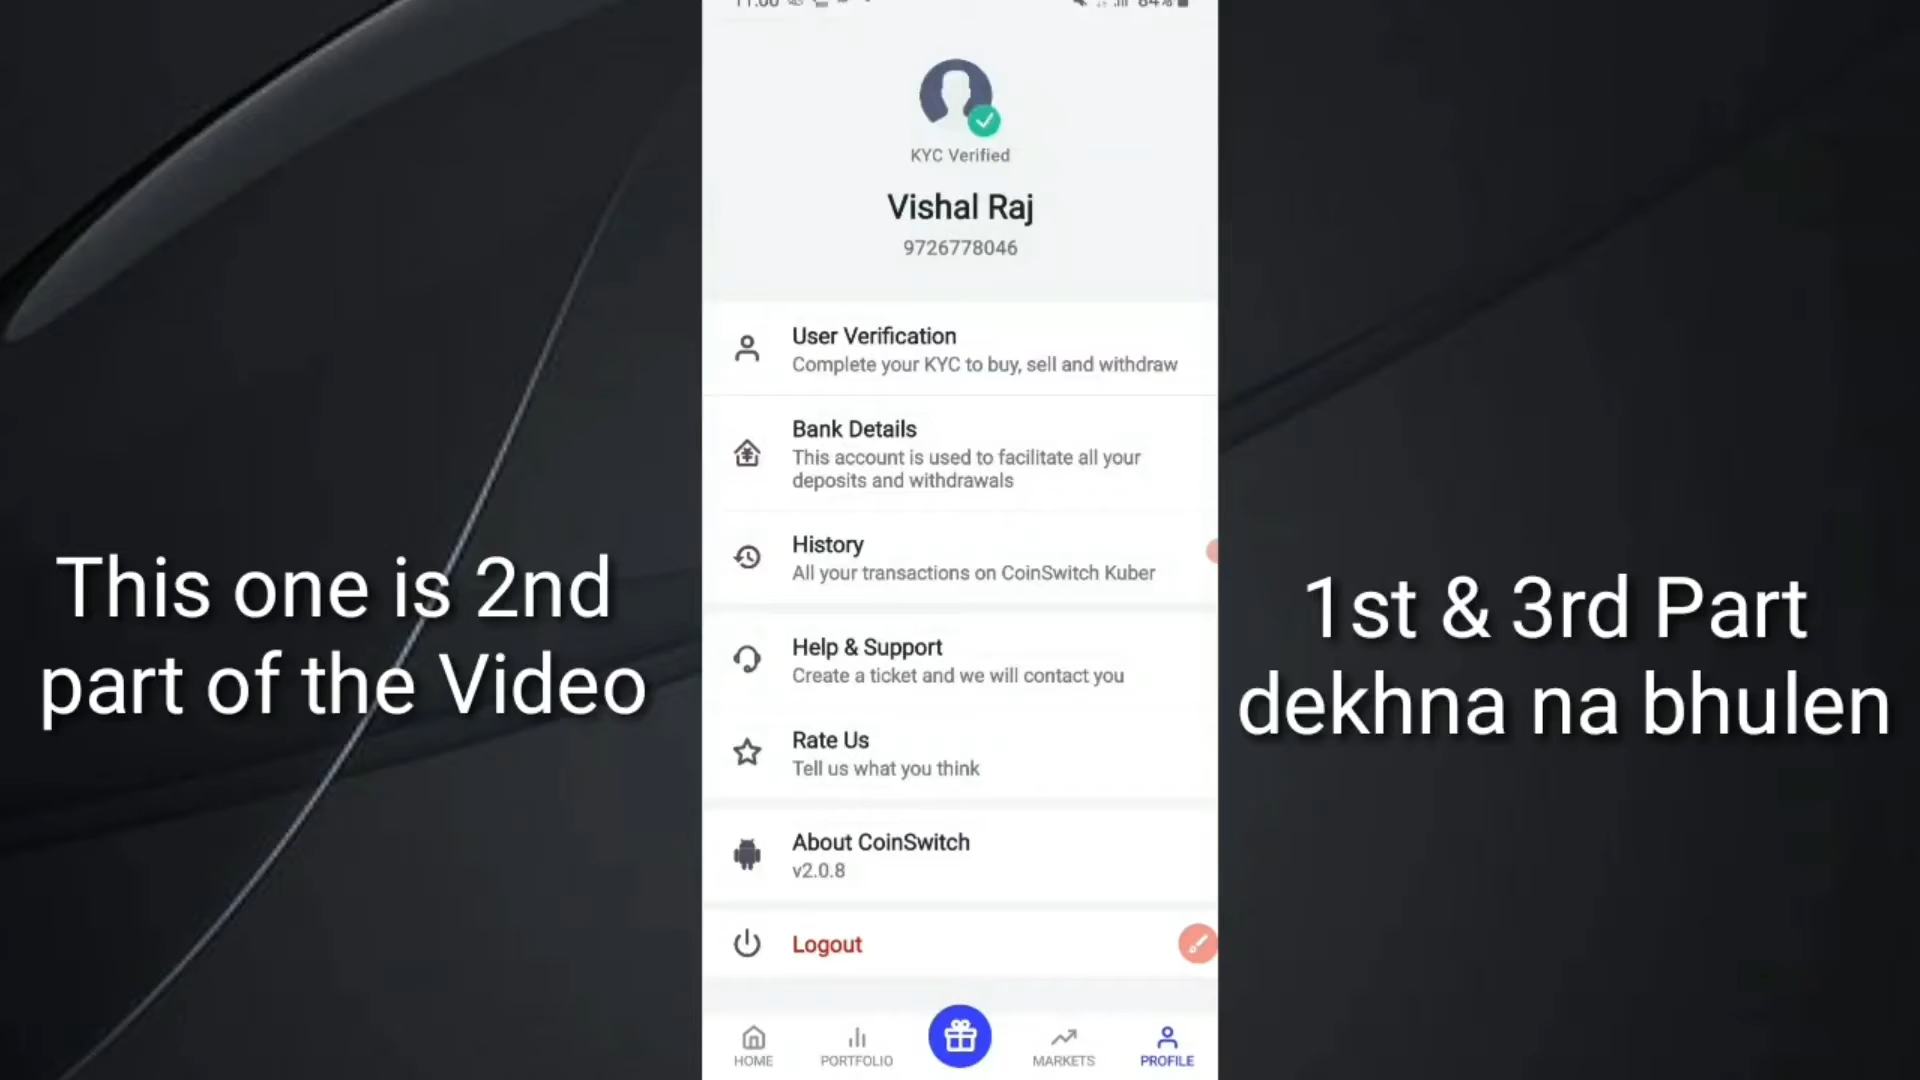 KYC Verified
Vishal Raj
9726778046
User Verification
Complete your KYC to buy, sell and withdraw
Bank Details
This account is used to facilitate all your
deposits and withdrawals
History
All your transactions on CoinSwitch Kuber
Help & Support
Create a ticket and we will contact you
Rate Us
Tell us what you think
About CoinSwitch
v2.0.8
Logout
HOME
PORTFOLIO
MARKETS
PROFILE
This one is 2nd
part of the Video
1st & 3rd Part
dekhna na bhulen